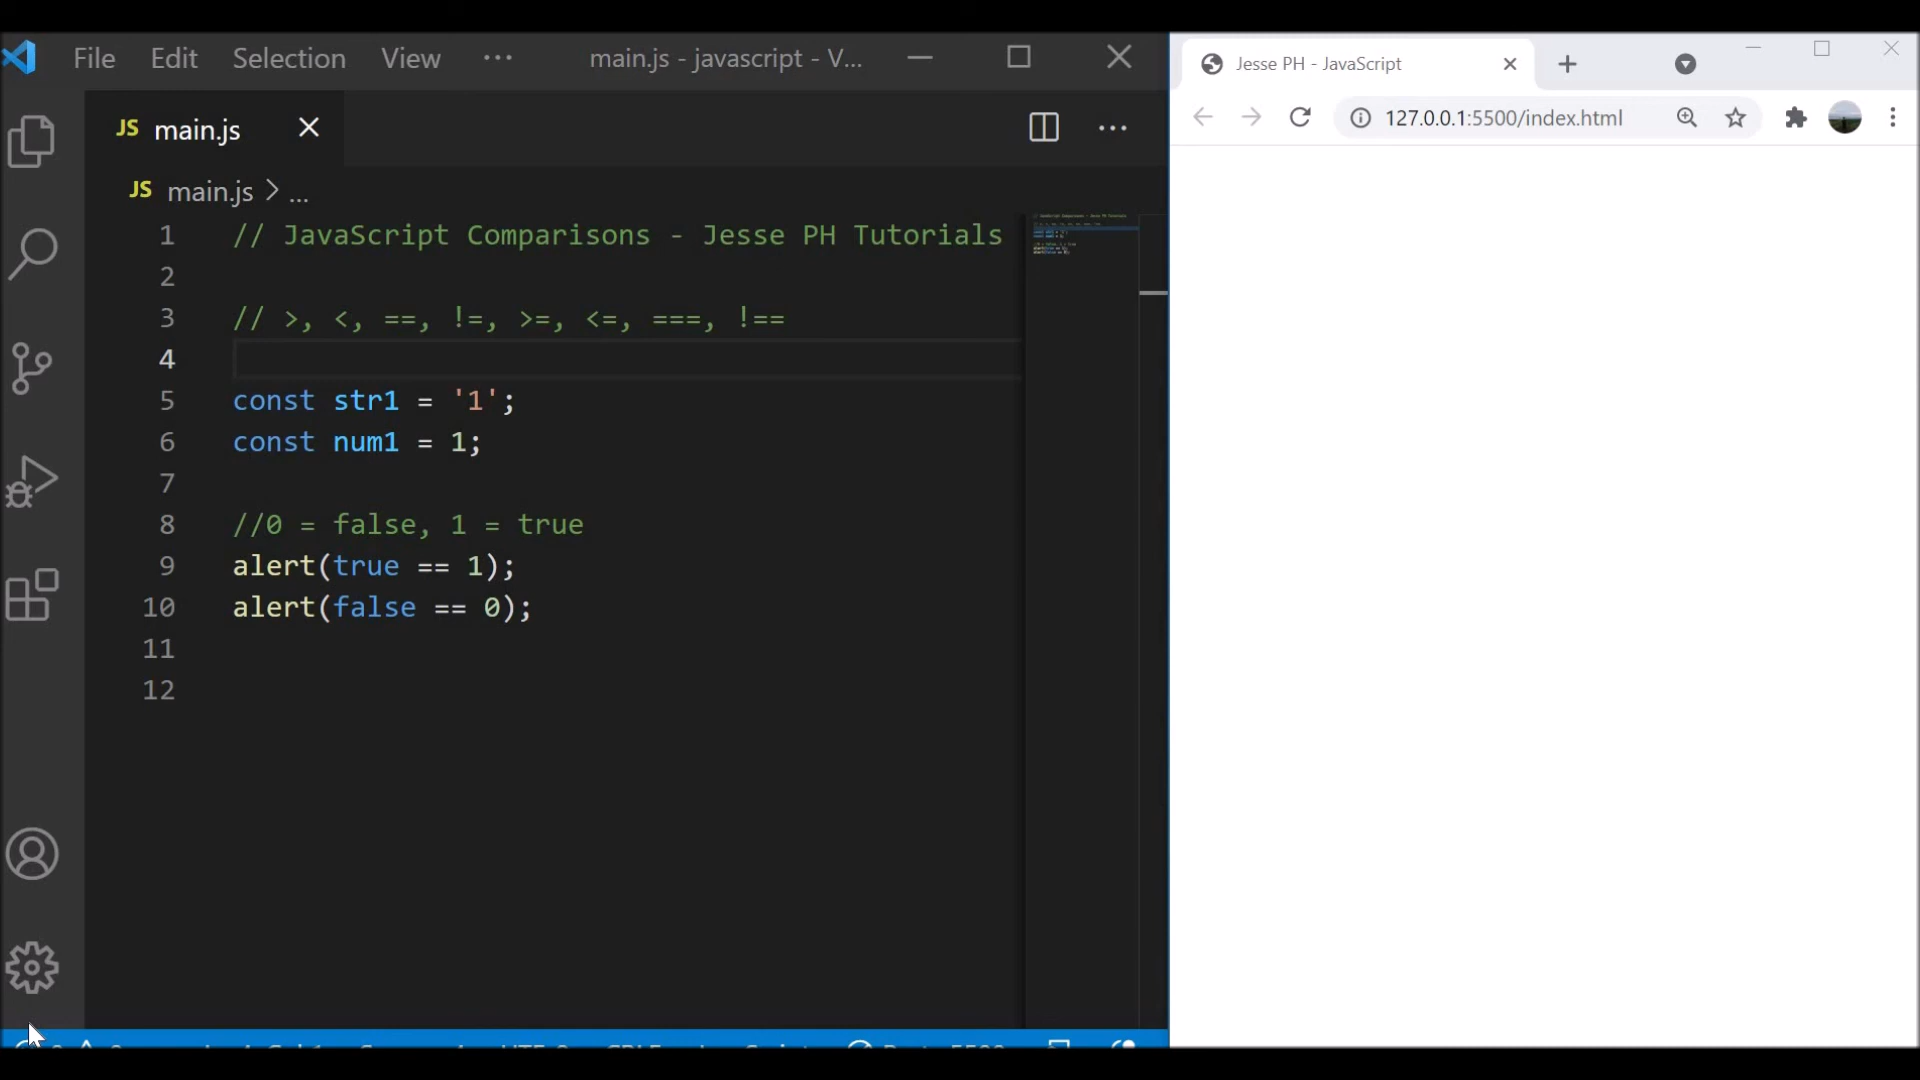 File Edit Selection View ··· main.js - javascript - V...
JS main.js
JS main.js > ...
1 // JavaScript Comparisons - Jesse PH Tutorials
2
3 // >, <, ==, !=, >=, <=, ===, !==
4
5 const str1 = '1';
6 const num1 = 1;
7
8 //0 = false, 1 = true
9 alert(true == 1);
10 alert(false == 0);
11
12
Jesse PH - JavaScript
127.0.0.1:5500/index.html